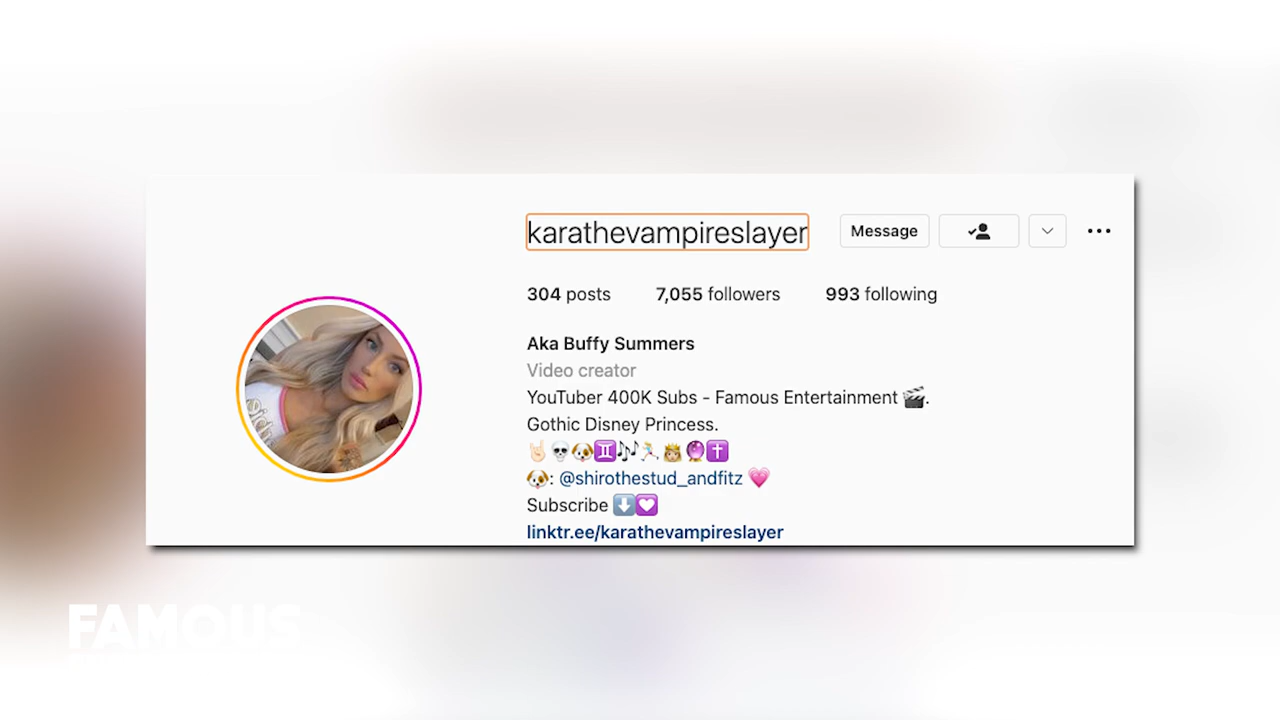 karathevampireslayer
Message
304 posts 7,055 followers 993 following
Aka Buffy Summers
Video creator
YouTuber 400K Subs - Famous Entertainment 🎬.
Gothic Disney Princess.
🤘🏻💀🐶♊🎶🏃🏻‍♀️👸🏼🔮✝️
🐶: @shirothestud_andfitz 💗
Subscribe ⬇️💟
linktr.ee/karathevampireslayer
FAMOUS